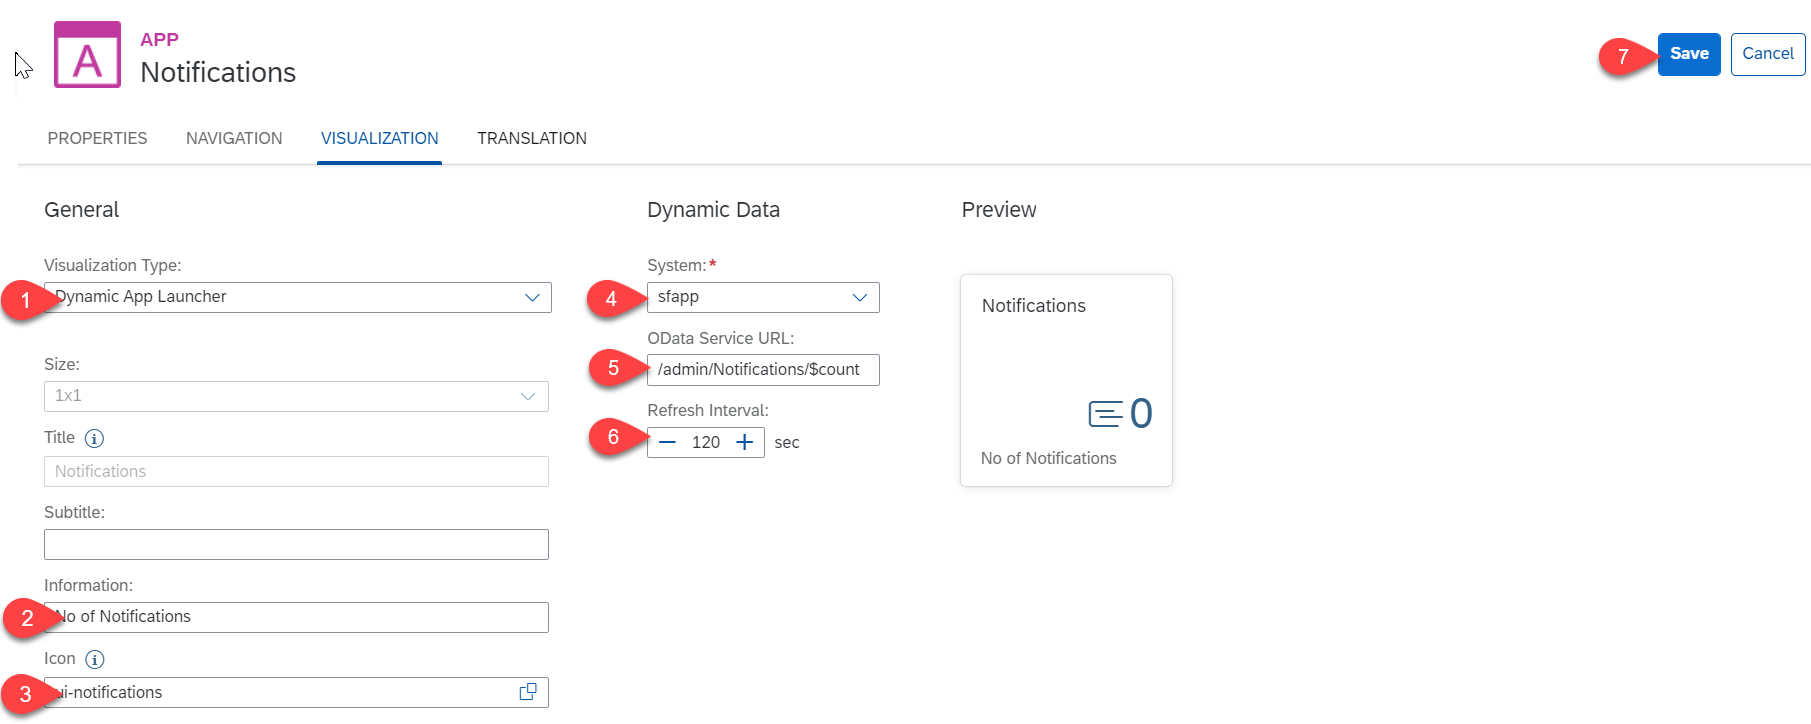 A
APP
Notifications
7
Save
Cancel
PROPERTIES
NAVIGATION
VISUALIZATION
TRANSLATION
General
Visualization Type:
1
Dynamic App Launcher
Size:
1x1
Title
Notifications
Subtitle:
Information:
2
No of Notifications
Icon
3
ui-notifications
Dynamic Data
System:*
4
sfapp
OData Service URL:
5
/admin/Notifications/$count
Refresh Interval:
6
120
sec
Preview
Notifications
0
No of Notifications